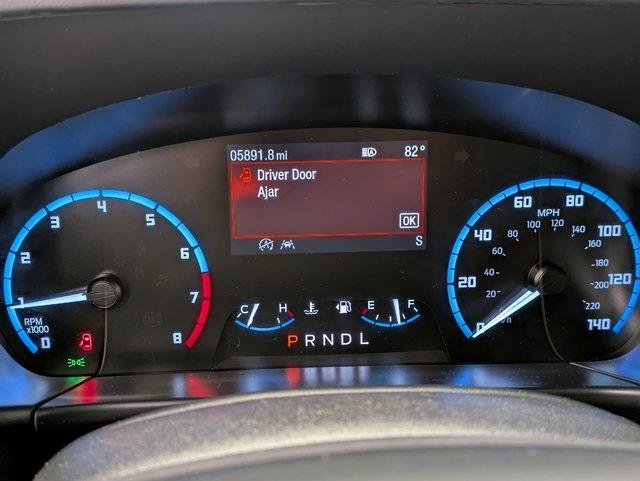 05891.8 mi 82°
Driver Door
Ajar
OK
S
0 1 2 3 4 5 6 7 8
RPM
x1000
C H E F
PRNDL
0 20 40 60 80 100 120 140
MPH
20 40 60 80 100 120 140 160 180 200 220